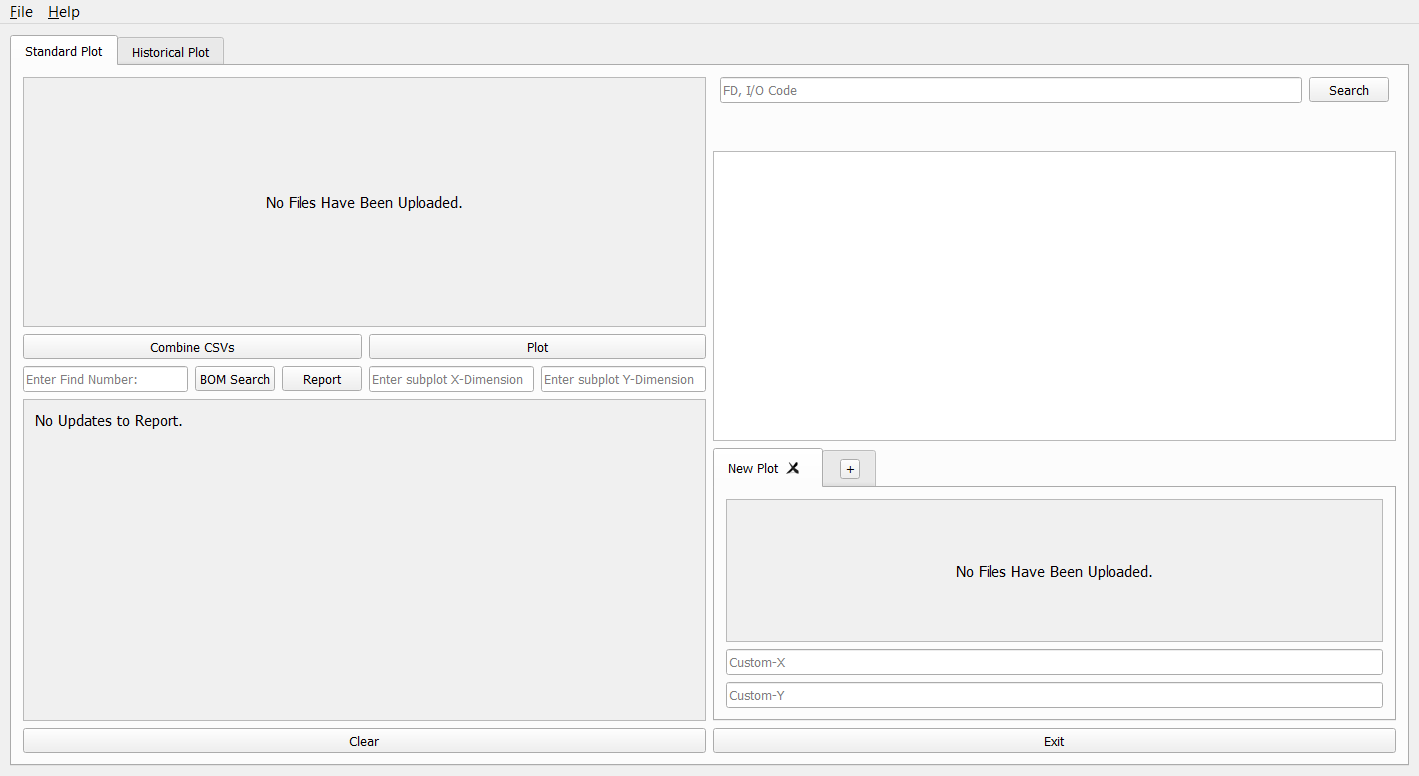 File Help
Standard Plot Historical Plot
No Files Have Been Uploaded.
FD, I/O Code Search
Combine CSVs Plot
Enter Find Number: BOM Search Report Enter subplot X-Dimension Enter subplot Y-Dimension
No Updates to Report.
New Plot +
No Files Have Been Uploaded.
Custom-X
Custom-Y
Clear Exit